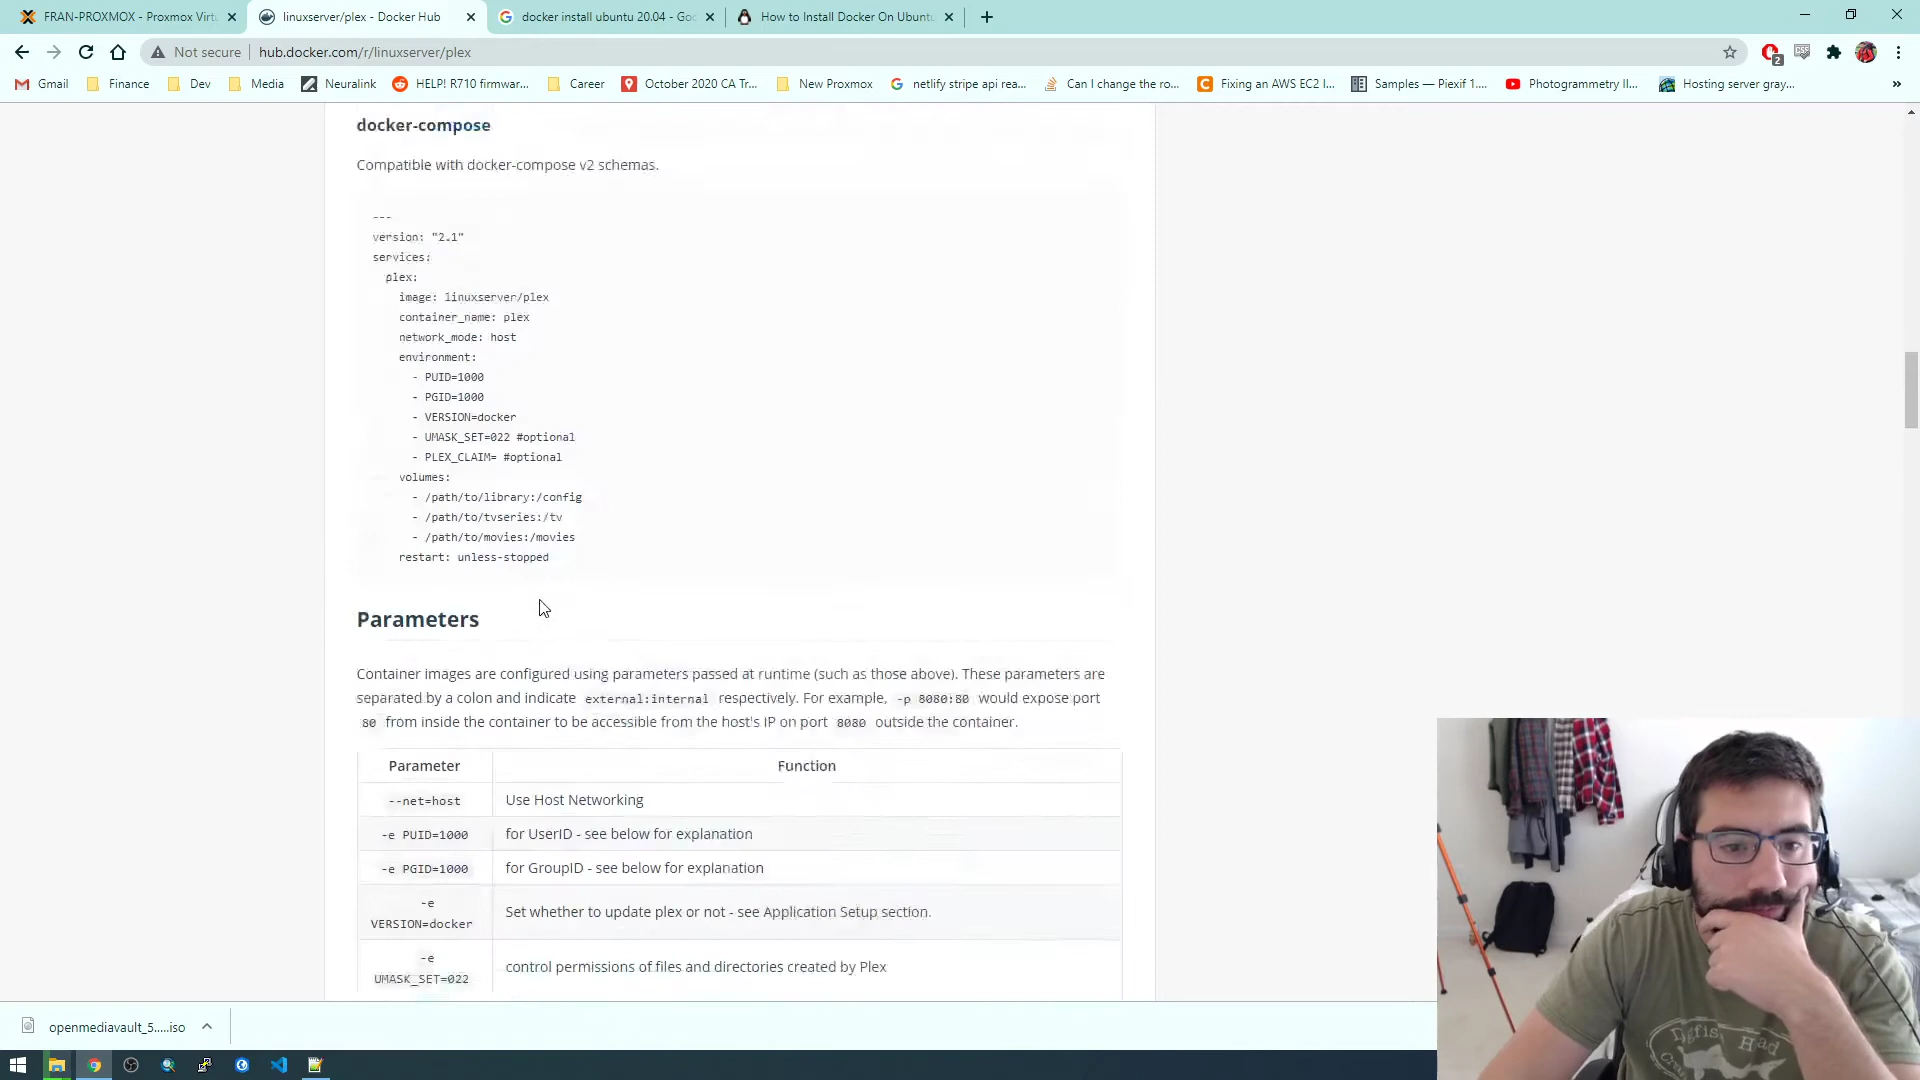 FRAN-PROXMOX - Proxmox Virtu
linuxserver/plex - Docker Hub
docker install ubuntu 20.04 - Goo
How to Install Docker On Ubuntu
Not secure
hub.docker.com/r/linuxserver/plex
2
Gmail
Finance
Dev
Media
Neuralink
HELP! R710 firmwar...
Career
October 2020 CA Tr...
New Proxmox
netlify stripe api rea...
Can I change the ro...
Fixing an AWS EC2 I...
Samples — Piexif 1....
Photogrammetry II...
Hosting server gray...
»
docker-compose
Compatible with docker-compose v2 schemas.
---
version: "2.1"
services:
plex:
image: linuxserver/plex
container_name: plex
network_mode: host
environment:
- PUID=1000
- PGID=1000
- VERSION=docker
- UMASK_SET=022 #optional
- PLEX_CLAIM= #optional
volumes:
- /path/to/library:/config
- /path/to/tvseries:/tv
- /path/to/movies:/movies
restart: unless-stopped
Parameters
Container images are configured using parameters passed at runtime (such as those above). These parameters are
separated by a colon and indicate external:internal respectively. For example, -p 8080:80 would expose port
80 from inside the container to be accessible from the host's IP on port 8080 outside the container.
Parameter Function
--net=host Use Host Networking
-e PUID=1000 for UserID - see below for explanation
-e PGID=1000 for GroupID - see below for explanation
-e
VERSION=docker Set whether to update plex or not - see Application Setup section.
-e
UMASK_SET=022 control permissions of files and directories created by Plex
openmediavault_5.....iso